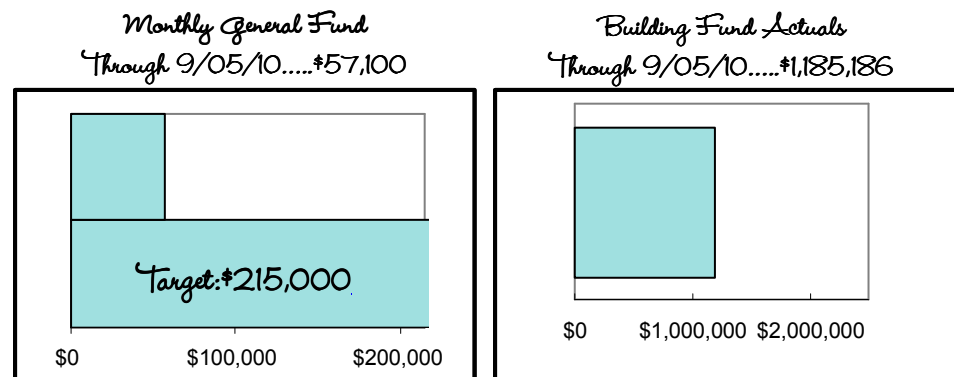 Monthly General Fund
Through 9/05/10.....$57,100
Target:$215,000
$0 $100,000 $200,000
Building Fund Actuals
Through 9/05/10.....$1,185,186
$0 $1,000,000 $2,000,000